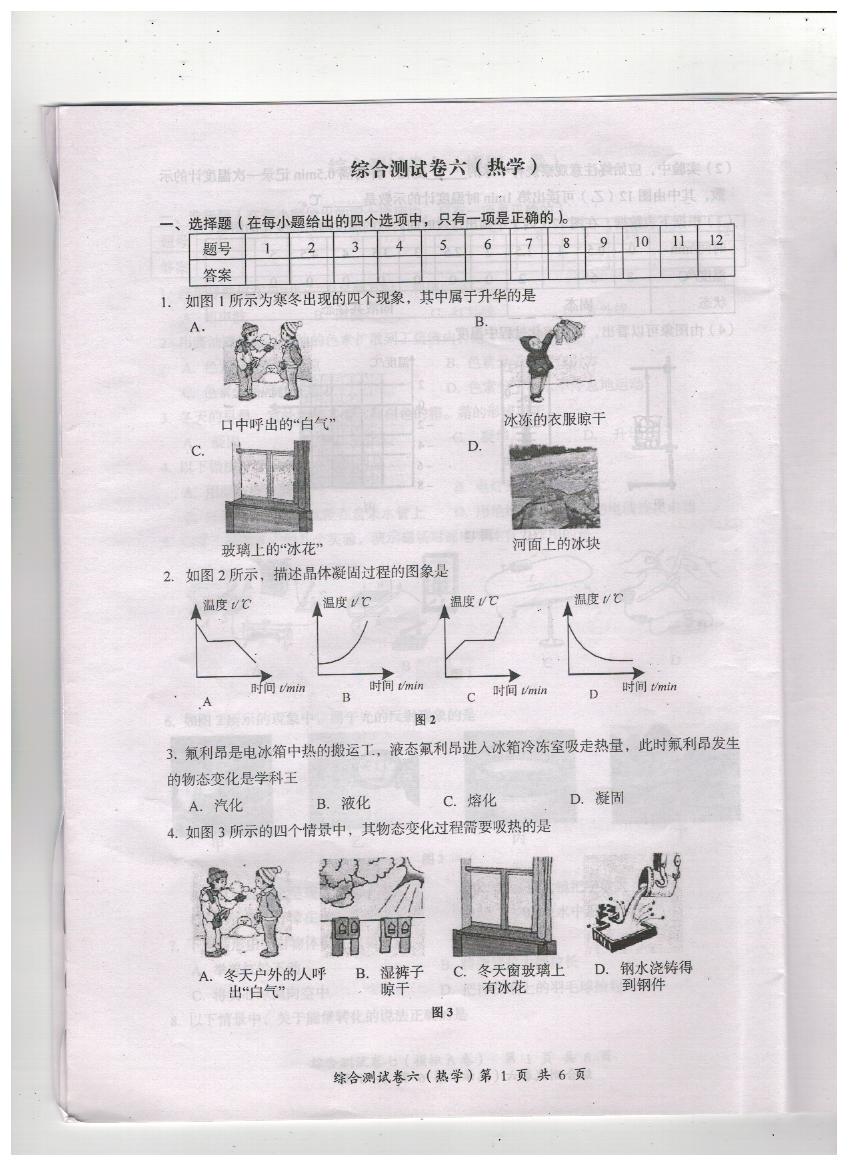 综合测试卷六（热学）
一、选择题（在每小题给出的四个选项中，只有一项是正确的）。
题号 1 2 3 4 5 6 7 8 9 10 11 12
答案
1. 如图1所示为寒冬出现的四个现象，其中属于升华的是
A. B.
口中呼出的“白气” 冰冻的衣服晾干
C. D.
玻璃上的“冰花” 河面上的冰块
2. 如图2所示，描述晶体凝固过程的图象是
温度 t/℃ 温度 t/℃ 温度 t/℃ 温度 t/℃
时间 t/min 时间 t/min 时间 t/min 时间 t/min
A B C D
图2
3. 氟利昂是电冰箱中热的搬运工，液态氟利昂进入冰箱冷冻室吸走热量，此时氟利昂发生
的物态变化是学科王
A. 汽化 B. 液化 C. 熔化 D. 凝固
4. 如图3所示的四个情景中，其物态变化过程需要吸热的是
A. 冬天户外的人呼 B. 湿裤子 C. 冬天窗玻璃上 D. 钢水浇铸得
出“白气” 晾干 有冰花 到钢件
图3
综合测试卷六（热学）第 1 页 共 6 页